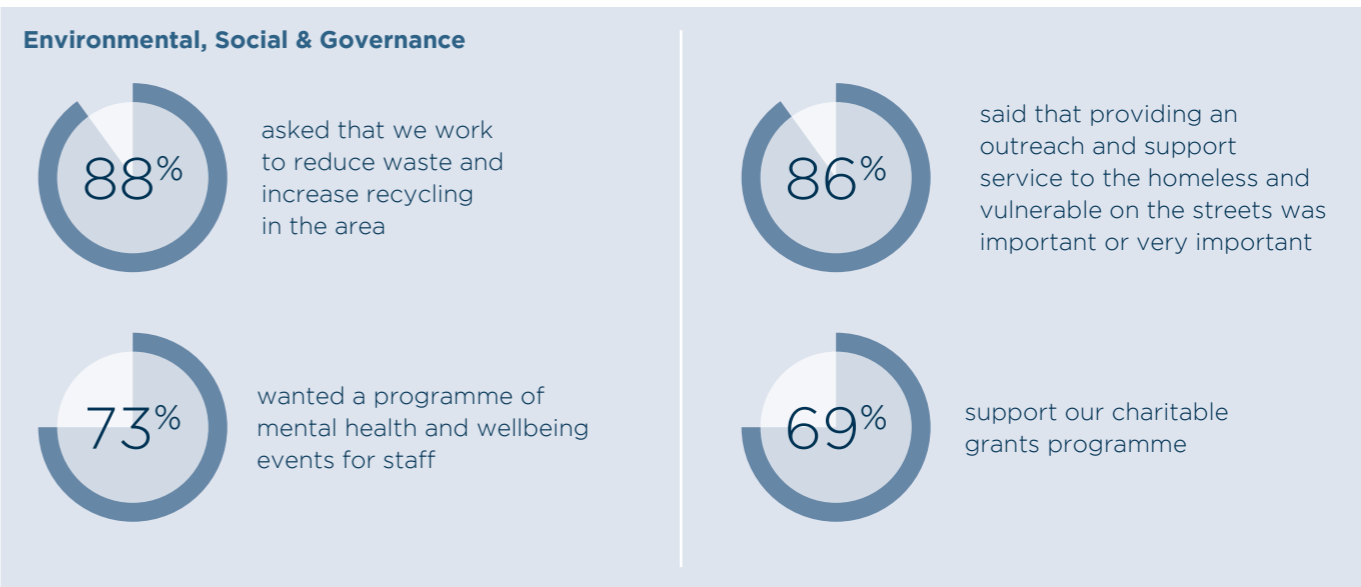 Environmental, Social & Governance
88%
asked that we work
to reduce waste and
increase recycling
in the area
73%
wanted a programme of
mental health and wellbeing
events for staff
86%
said that providing an
outreach and support
service to the homeless and
vulnerable on the streets was
important or very important
69%
support our charitable
grants programme